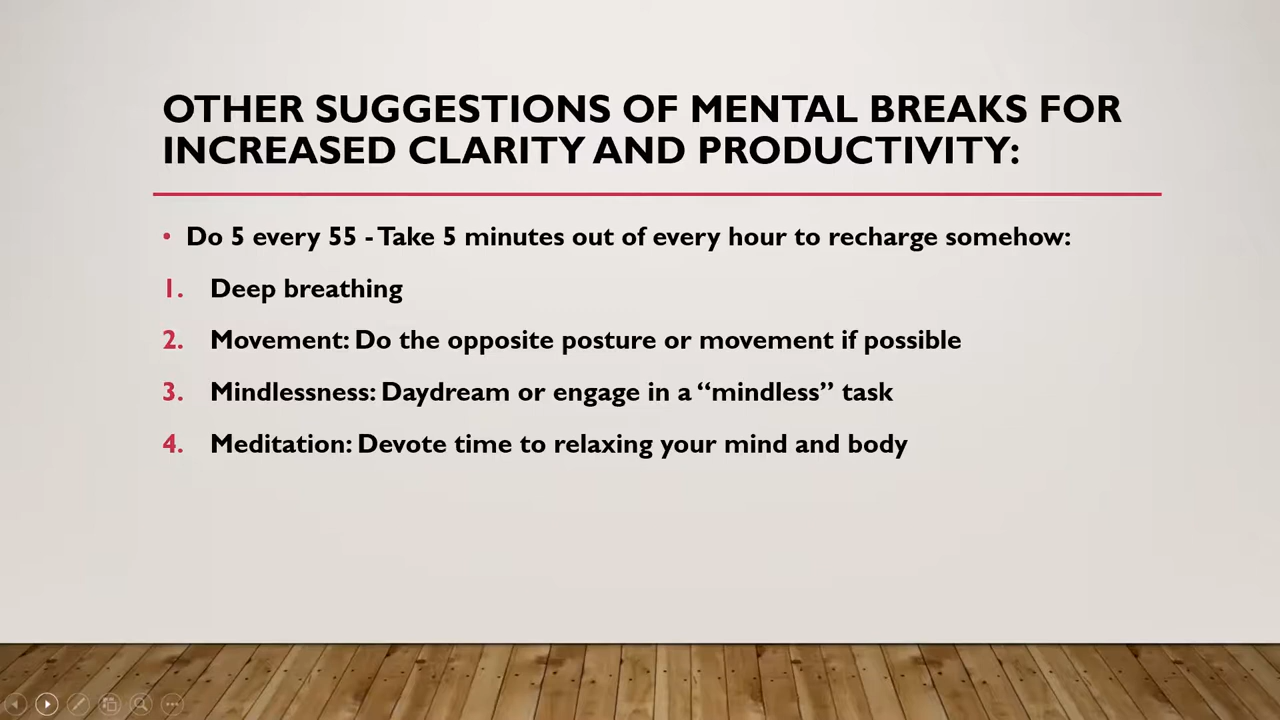 OTHER SUGGESTIONS OF MENTAL BREAKS FOR
INCREASED CLARITY AND PRODUCTIVITY:
• Do 5 every 55 - Take 5 minutes out of every hour to recharge somehow:
1. Deep breathing
2. Movement: Do the opposite posture or movement if possible
3. Mindlessness: Daydream or engage in a “mindless” task
4. Meditation: Devote time to relaxing your mind and body